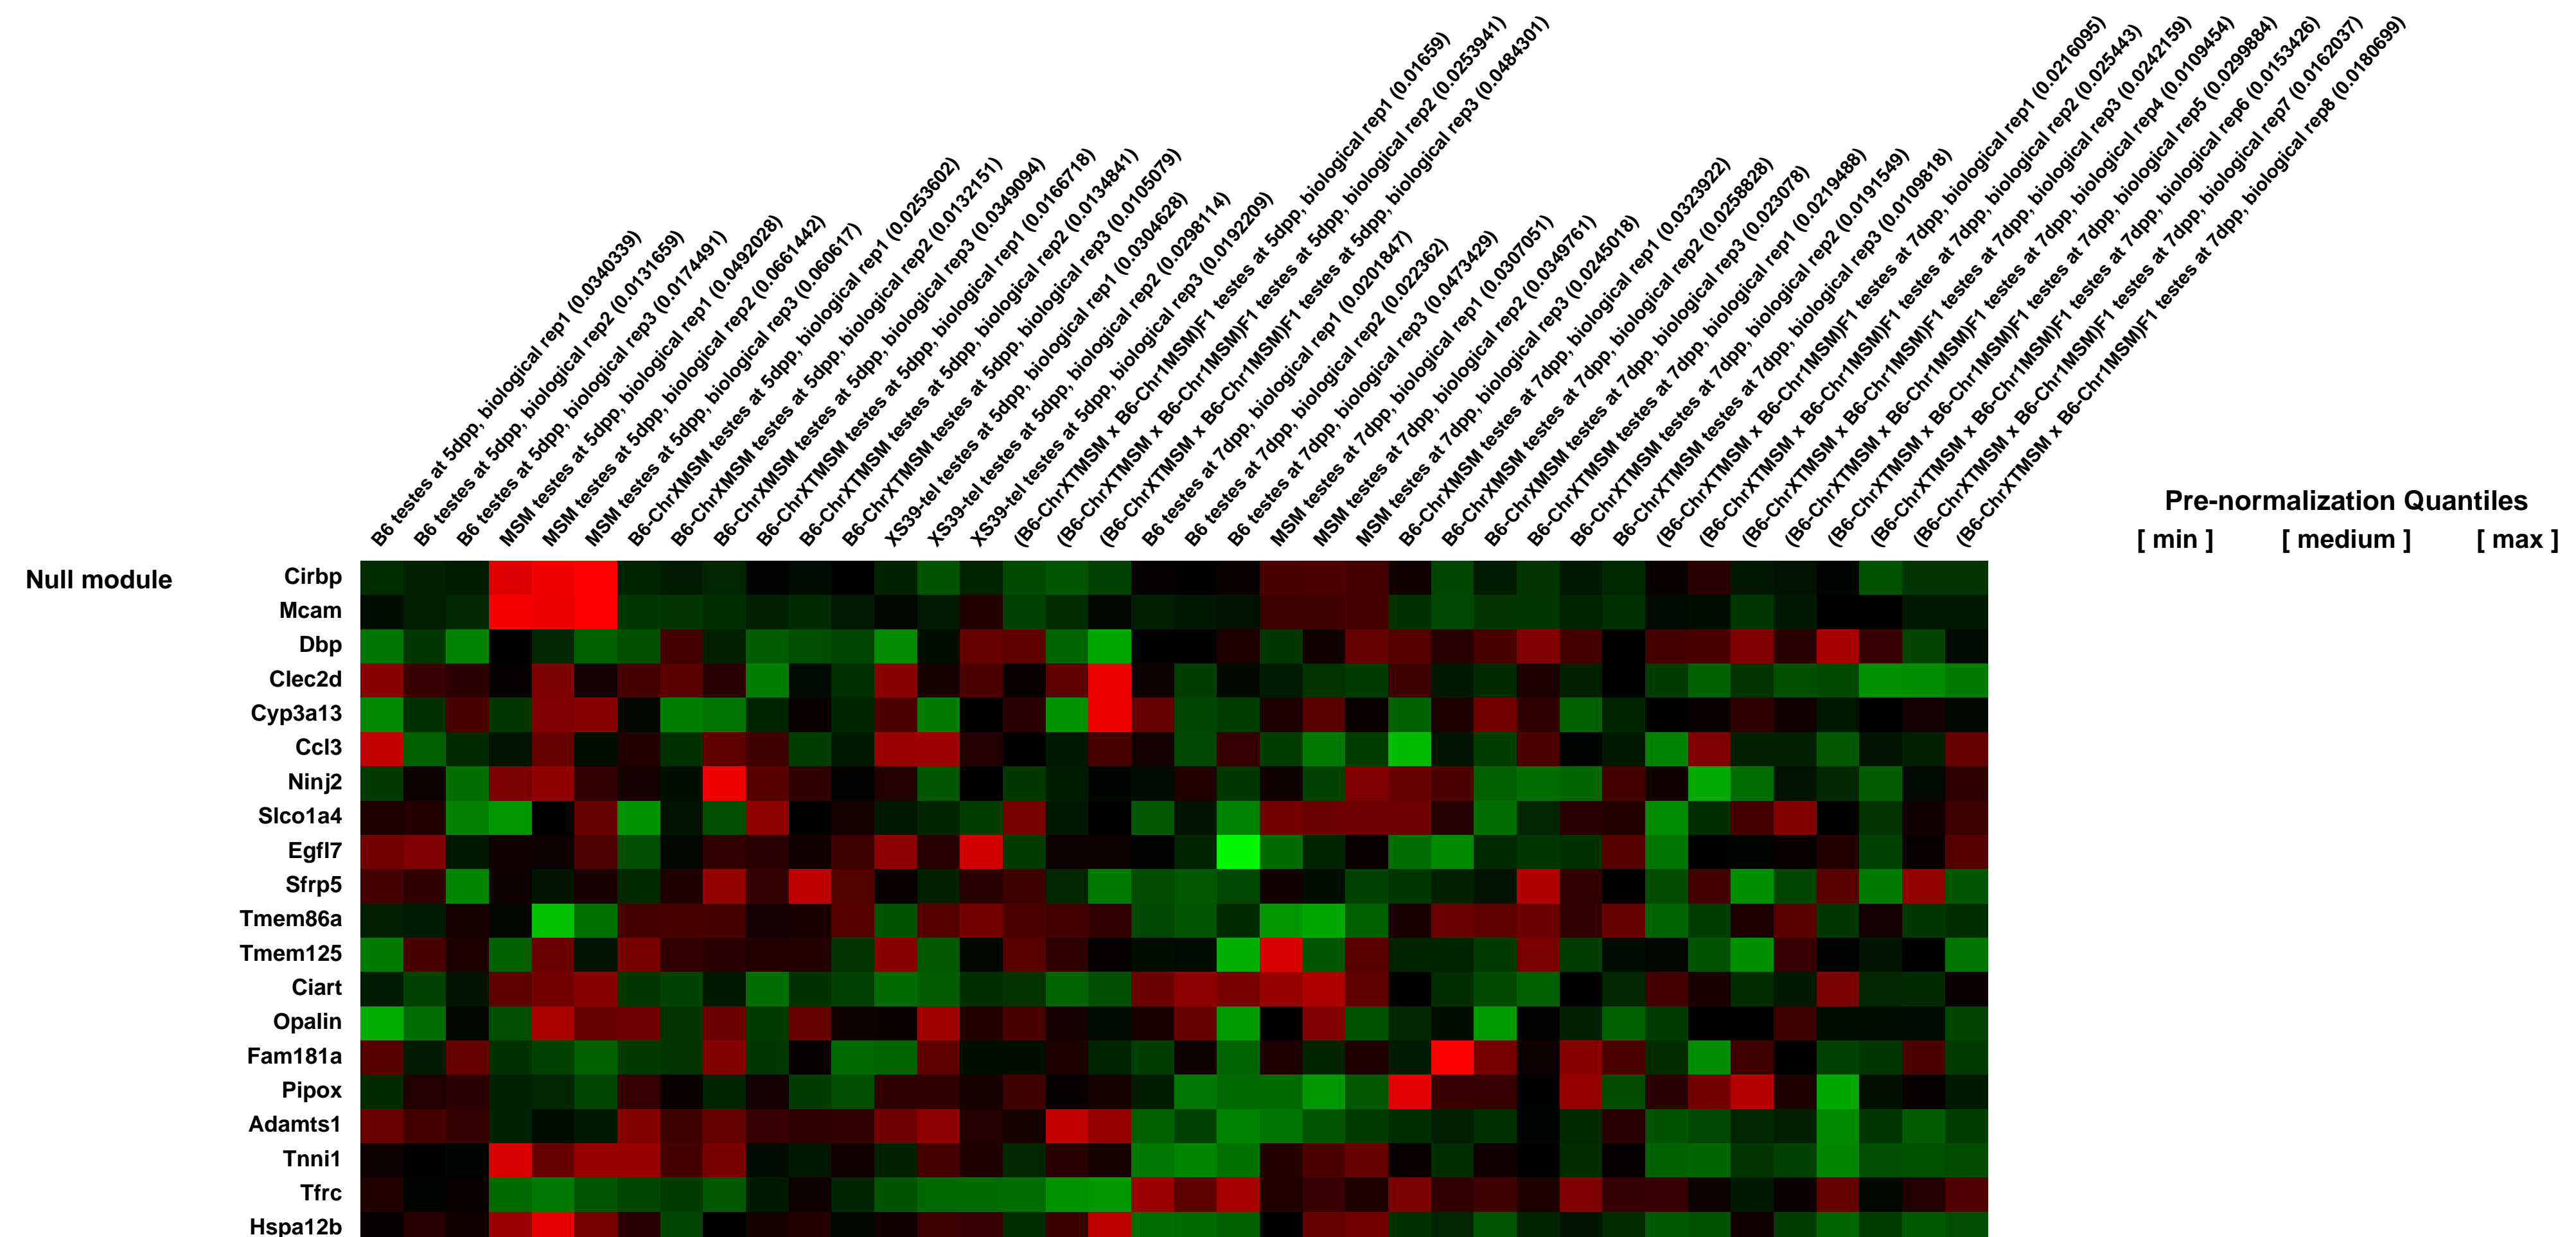 B6 testes at 5dpp, biological rep1 (0.0340339)
B6 testes at 5dpp, biological rep2 (0.0131659)
B6 testes at 5dpp, biological rep3 (0.0174491)
MSM testes at 5dpp, biological rep1 (0.0492028)
MSM testes at 5dpp, biological rep2 (0.0661442)
MSM testes at 5dpp, biological rep3 (0.060617)
B6-ChrXMSM testes at 5dpp, biological rep1 (0.0253602)
B6-ChrXMSM testes at 5dpp, biological rep2 (0.0132151)
B6-ChrXMSM testes at 5dpp, biological rep3 (0.0349094)
B6-ChrXTMSM testes at 5dpp, biological rep1 (0.0166718)
B6-ChrXTMSM testes at 5dpp, biological rep2 (0.0134841)
B6-ChrXTMSM testes at 5dpp, biological rep3 (0.0105079)
XS39-tel testes at 5dpp, biological rep1 (0.0304628)
XS39-tel testes at 5dpp, biological rep2 (0.0298114)
XS39-tel testes at 5dpp, biological rep3 (0.0192209)
(B6-ChrXTMSM x B6-Chr1MSM)F1 testes at 5dpp, biological rep1 (0.01659)
(B6-ChrXTMSM x B6-Chr1MSM)F1 testes at 5dpp, biological rep2 (0.0253941)
(B6-ChrXTMSM x B6-Chr1MSM)F1 testes at 5dpp, biological rep3 (0.0484301)
B6 testes at 7dpp, biological rep1 (0.0201847)
B6 testes at 7dpp, biological rep2 (0.022362)
B6 testes at 7dpp, biological rep3 (0.0473429)
MSM testes at 7dpp, biological rep1 (0.0307051)
MSM testes at 7dpp, biological rep2 (0.0349761)
MSM testes at 7dpp, biological rep3 (0.0245018)
B6-ChrXMSM testes at 7dpp, biological rep1 (0.0323922)
B6-ChrXMSM testes at 7dpp, biological rep2 (0.0258828)
B6-ChrXMSM testes at 7dpp, biological rep3 (0.023078)
B6-ChrXTMSM testes at 7dpp, biological rep1 (0.0219488)
B6-ChrXTMSM testes at 7dpp, biological rep2 (0.0191549)
B6-ChrXTMSM testes at 7dpp, biological rep3 (0.0109818)
(B6-ChrXTMSM x B6-Chr1MSM)F1 testes at 7dpp, biological rep1 (0.0216095)
(B6-ChrXTMSM x B6-Chr1MSM)F1 testes at 7dpp, biological rep2 (0.025443)
(B6-ChrXTMSM x B6-Chr1MSM)F1 testes at 7dpp, biological rep3 (0.0242159)
(B6-ChrXTMSM x B6-Chr1MSM)F1 testes at 7dpp, biological rep4 (0.0109454)
(B6-ChrXTMSM x B6-Chr1MSM)F1 testes at 7dpp, biological rep5 (0.0299884)
(B6-ChrXTMSM x B6-Chr1MSM)F1 testes at 7dpp, biological rep6 (0.0153426)
(B6-ChrXTMSM x B6-Chr1MSM)F1 testes at 7dpp, biological rep7 (0.0162037)
(B6-ChrXTMSM x B6-Chr1MSM)F1 testes at 7dpp, biological rep8 (0.0180699)
Pre-normalization Quantiles
[ min ] [ medium ] [ max ]
Null module
Cirbp
Mcam
Dbp
Clec2d
Cyp3a13
Ccl3
Ninj2
Slco1a4
Egfl7
Sfrp5
Tmem86a
Tmem125
Ciart
Opalin
Fam181a
Pipox
Adamts1
Tnni1
Tfrc
Hspa12b